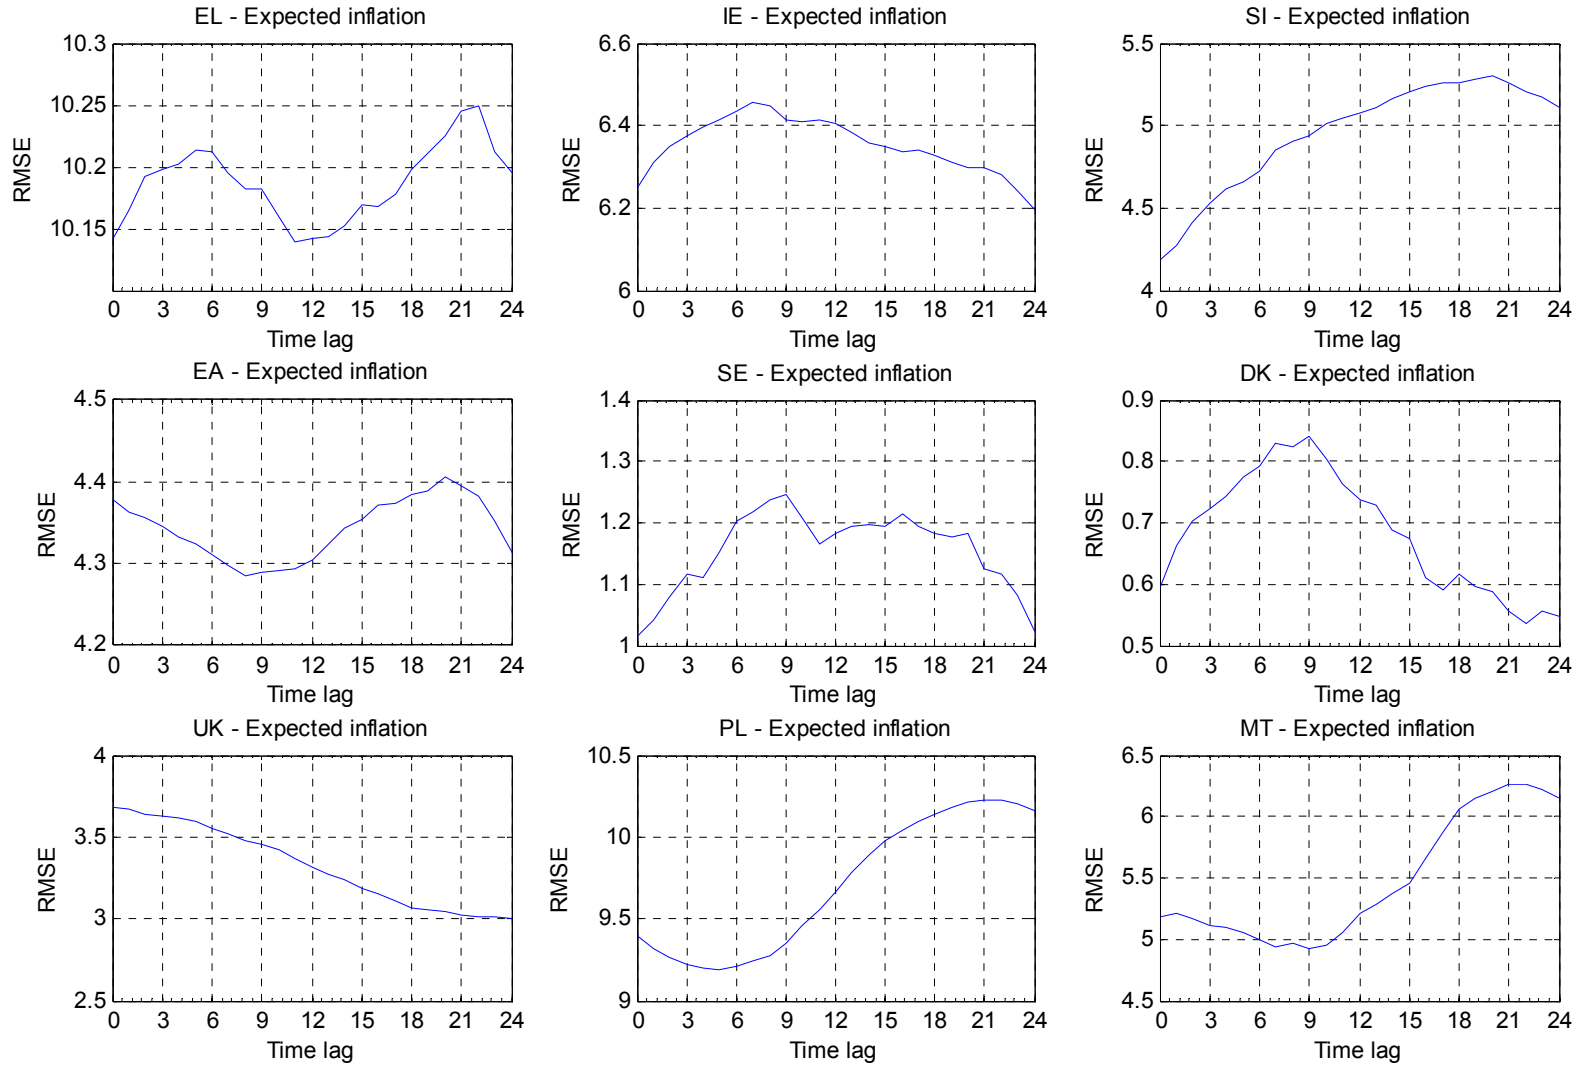 EL - Expected inflation
10.3
10.25
10.2
10.15
RMSE
0 3 6 9 12 15 18 21 24
Time lag
IE - Expected inflation
6.6
6.4
6.2
6
RMSE
0 3 6 9 12 15 18 21 24
Time lag
SI - Expected inflation
5.5
5
4.5
4
RMSE
0 3 6 9 12 15 18 21 24
Time lag
EA - Expected inflation
4.5
4.4
4.3
4.2
RMSE
0 3 6 9 12 15 18 21 24
Time lag
SE - Expected inflation
1.4
1.3
1.2
1.1
1
RMSE
0 3 6 9 12 15 18 21 24
Time lag
DK - Expected inflation
0.9
0.8
0.7
0.6
0.5
RMSE
0 3 6 9 12 15 18 21 24
Time lag
UK - Expected inflation
4
3.5
3
2.5
RMSE
0 3 6 9 12 15 18 21 24
Time lag
PL - Expected inflation
10.5
10
9.5
9
RMSE
0 3 6 9 12 15 18 21 24
Time lag
MT - Expected inflation
6.5
6
5.5
5
4.5
RMSE
0 3 6 9 12 15 18 21 24
Time lag